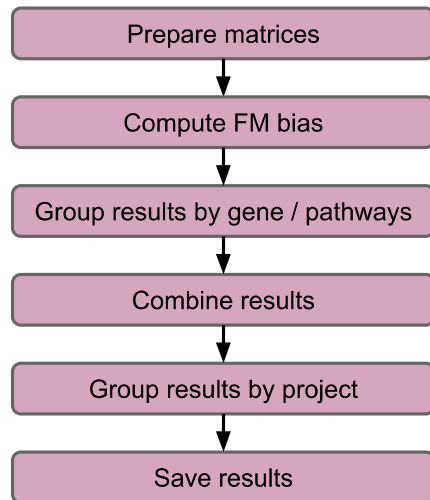 Prepare matrices
Compute FM bias
Group results by gene / pathways
Combine results
Group results by project
Save results